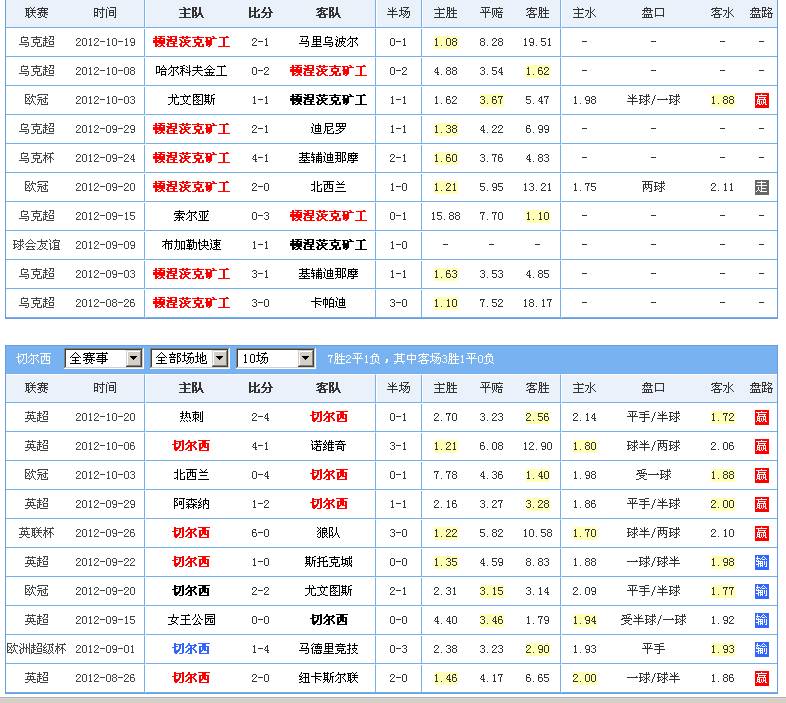 联赛 时间 主队 比分 客队 半场 主胜 平赔 客胜 主水 盘口 客水 盘路
乌克超 2012-10-19 顿涅茨克矿工 2-1 马里乌波尔 0-1 1.08 8.28 19.51 - - - -
乌克超 2012-10-08 哈尔科夫金工 0-2 顿涅茨克矿工 0-2 4.88 3.54 1.62 - - - -
欧冠 2012-10-03 尤文图斯 1-1 顿涅茨克矿工 1-1 1.62 3.67 5.47 1.98 半球/一球 1.88 赢
乌克超 2012-09-29 顿涅茨克矿工 2-1 迪尼罗 1-1 1.38 4.22 6.99 - - - -
乌克杯 2012-09-24 顿涅茨克矿工 4-1 基辅迪那摩 2-1 1.60 3.76 4.83 - - - -
欧冠 2012-09-20 顿涅茨克矿工 2-0 北西兰 1-0 1.21 5.95 13.21 1.75 两球 2.11 走
乌克超 2012-09-15 索尔亚 0-3 顿涅茨克矿工 0-1 15.88 7.70 1.10 - - - -
球会友谊 2012-09-09 布加勒快速 1-1 顿涅茨克矿工 1-0 - - - - - - -
乌克超 2012-09-03 顿涅茨克矿工 3-1 基辅迪那摩 1-1 1.63 3.53 4.85 - - - -
乌克超 2012-08-26 顿涅茨克矿工 3-0 卡帕迪 3-0 1.10 7.52 18.17 - - - -
切尔西 全赛事 全部场地 10场 7胜2平1负，其中客场3胜1平0负
联赛 时间 主队 比分 客队 半场 主胜 平赔 客胜 主水 盘口 客水 盘路
英超 2012-10-20 热刺 2-4 切尔西 0-1 2.70 3.23 2.56 2.14 平手/半球 1.72 赢
英超 2012-10-06 切尔西 4-1 诺维奇 3-1 1.21 6.08 12.90 1.80 球半/两球 2.06 赢
欧冠 2012-10-03 北西兰 0-4 切尔西 0-1 7.78 4.36 1.40 1.98 受一球 1.88 赢
英超 2012-09-29 阿森纳 1-2 切尔西 1-1 2.16 3.27 3.28 1.86 平手/半球 2.00 赢
英联杯 2012-09-26 切尔西 6-0 狼队 3-0 1.22 5.82 10.58 1.70 球半/两球 2.10 赢
英超 2012-09-22 切尔西 1-0 斯托克城 0-0 1.35 4.59 8.83 1.88 一球/球半 1.98 输
欧冠 2012-09-20 切尔西 2-2 尤文图斯 2-1 2.31 3.15 3.14 2.09 平手/半球 1.77 输
英超 2012-09-15 女王公园 0-0 切尔西 0-0 4.40 3.46 1.79 1.94 受半球/一球 1.92 输
欧洲超级杯 2012-09-01 切尔西 1-4 马德里竞技 0-3 2.38 3.23 2.90 1.93 平手 1.93 输
英超 2012-08-26 切尔西 2-0 纽卡斯尔联 2-0 1.46 4.17 6.65 2.00 一球/球半 1.86 赢